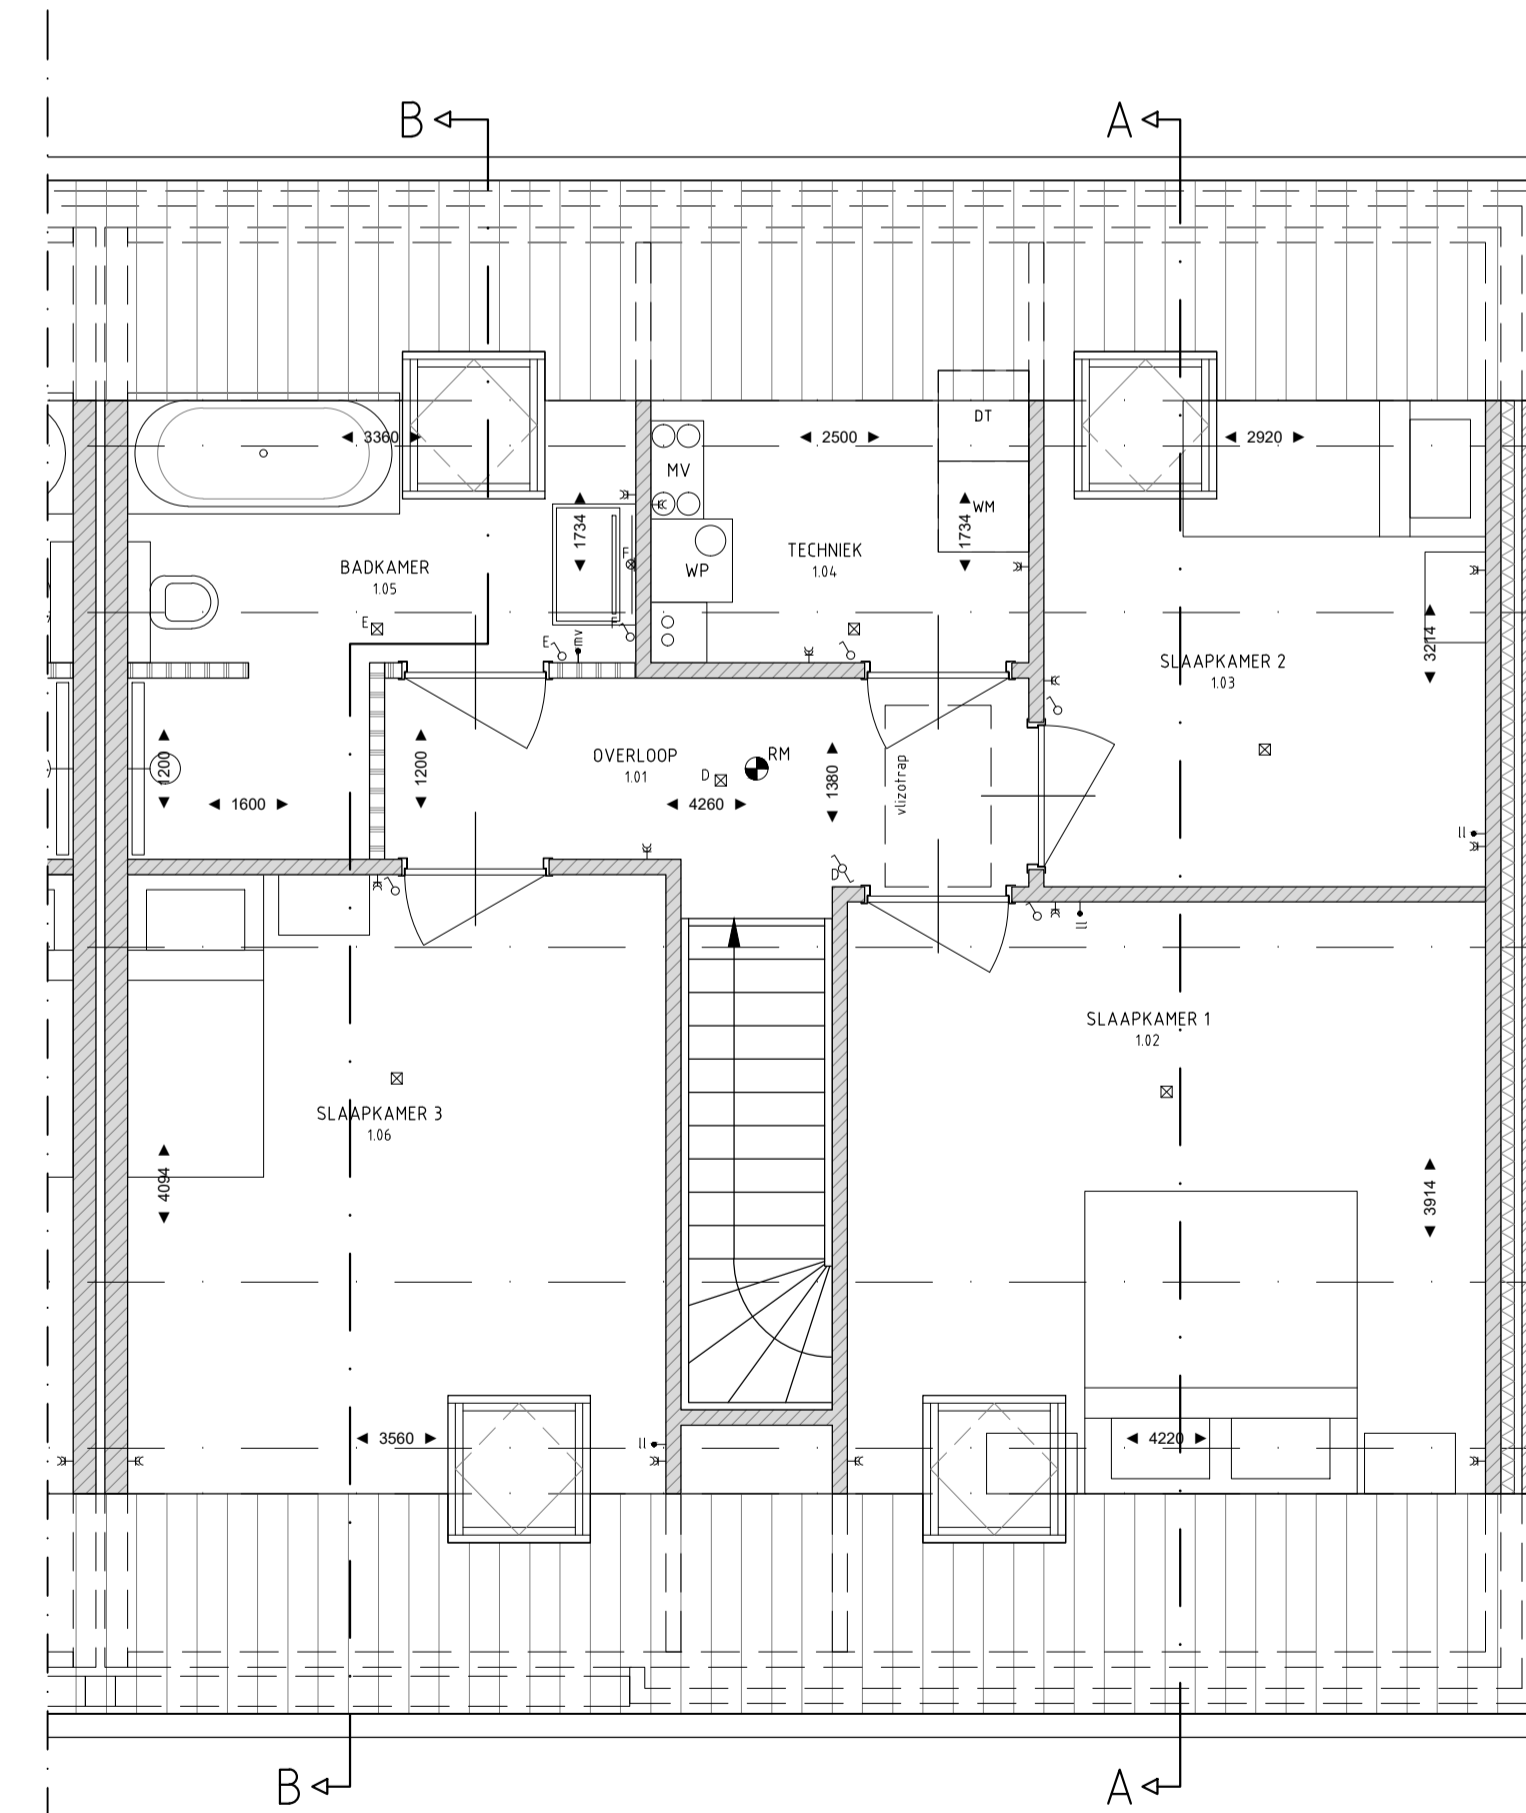 B
A
3360
2500
DT
2920
MV
1734
1734
WM
F
TECHNIEK
1.04
BADKAMER
1.05
WP
E
F
E
mv
3214
SLAAPKAMER 2
1.03
1200
1200
OVERLOOP
1.01
RM
D
1380
vlizotrap
1600
4260
D
SLAAPKAMER 1
1.02
SLAAPKAMER 3
1.06
4094
3914
3560
4220
B
A